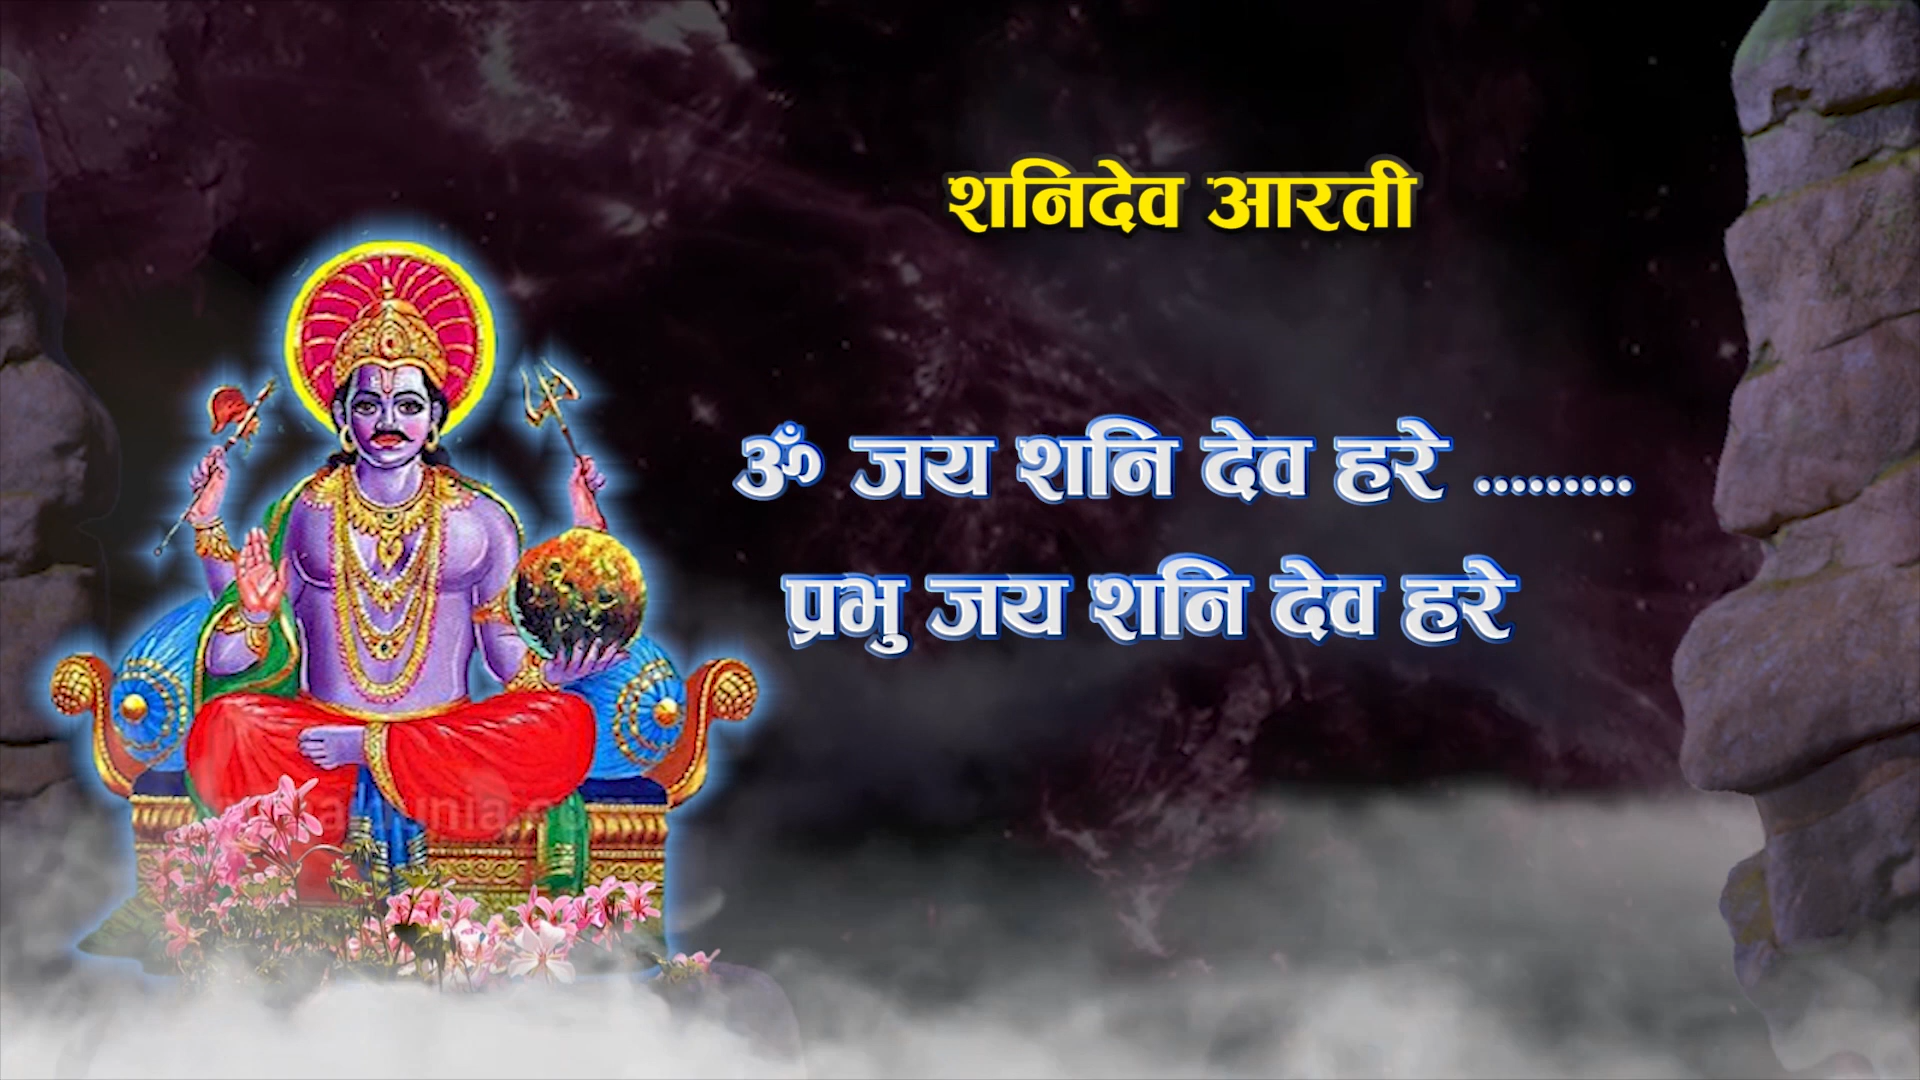 शनिदेव आरती
ॐ जय शनि देव हरे .........
प्रभु जय शनि देव हरे